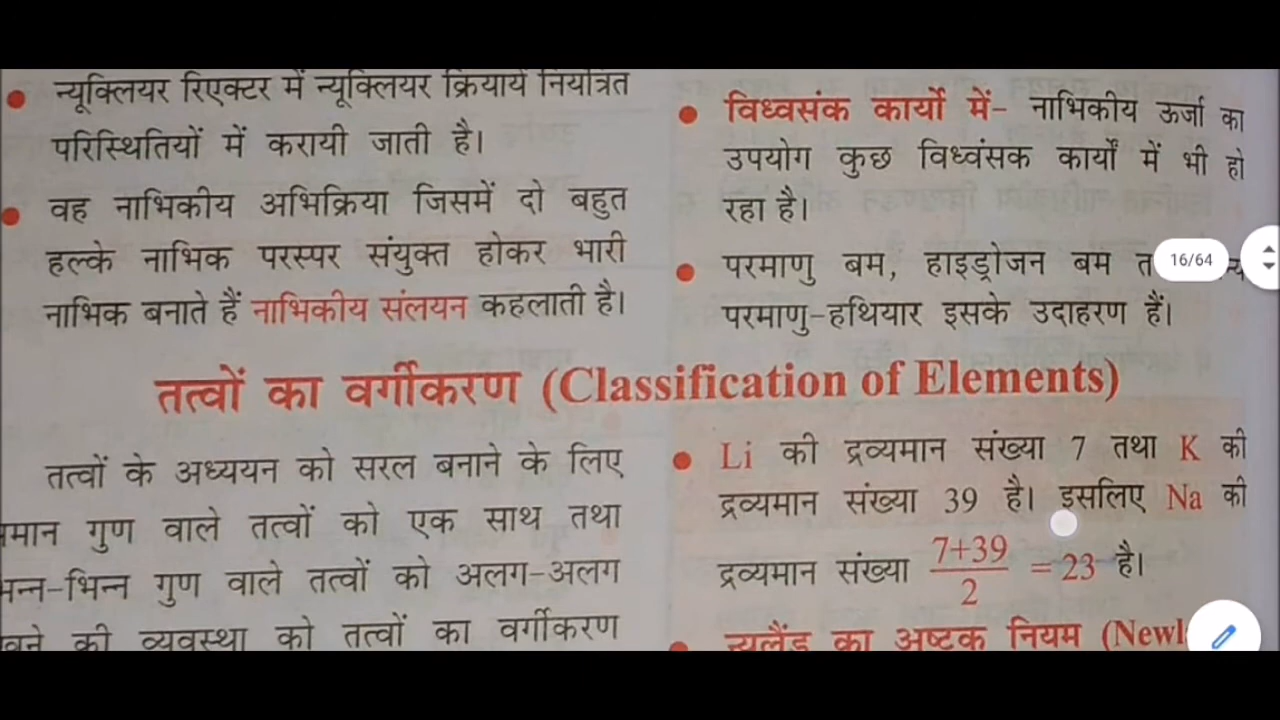 न्यूक्लियर रिएक्टर में न्यूक्लियर क्रियायें नियंत्रित
परिस्थितियों में करायी जाती है।
वह नाभिकीय अभिक्रिया जिसमें दो बहुत
हल्के नाभिक परस्पर संयुक्त होकर भारी
नाभिक बनाते हैं नाभिकीय संलयन कहलाती है।
विध्वसंक कार्यो में- नाभिकीय ऊर्जा का
उपयोग कुछ विध्वंसक कार्यों में भी हो
रहा है।
परमाणु बम, हाइड्रोजन बम
परमाणु-हथियार इसके उदाहरण हैं।
16/64
तत्वों का वर्गीकरण (Classification of Elements)
तत्वों के अध्ययन को सरल बनाने के लिए
गुण वाले तत्वों को एक साथ तथा
गुण वाले तत्वों को अलग-अलग
की व्यवस्था को तत्वों का वर्गीकरण
Li की द्रव्यमान संख्या 7 तथा K की
द्रव्यमान संख्या 39 है। इसलिए Na की
द्रव्यमान संख्या 7+39/2 = 23 है।
न्यूलैंड का अष्टक नियम